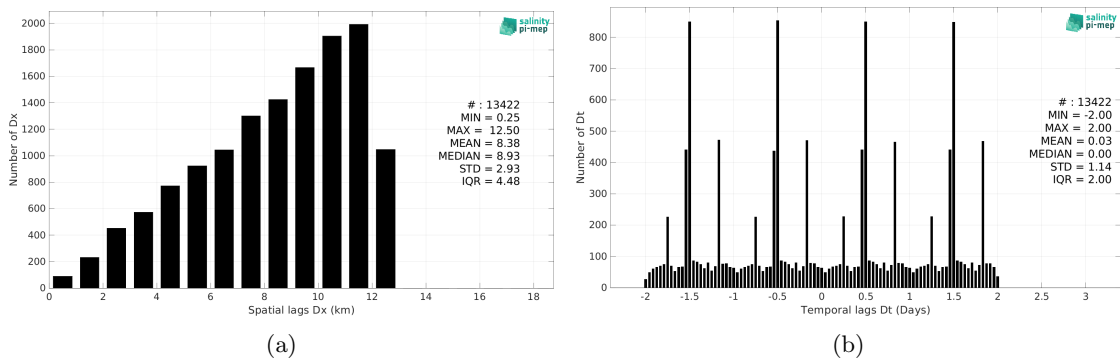 2000
1800
1600
1400
1200
1000
800
600
400
200
0
Number of Dx
0 2 4 6 8 10 12 14 16 18
Spatial lags Dx (km)
salinity
pi-mep
# : 13422
MIN = 0.25
MAX = 12.50
MEAN = 8.38
MEDIAN = 8.93
STD = 2.93
IQR = 4.48
(a)
800
700
600
500
400
300
200
100
0
Number of Dt
-2 -1.5 -1 -0.5 0 0.5 1 1.5 2 2.5 3
Temporal lags Dt (Days)
salinity
pi-mep
# : 13422
MIN = -2.00
MAX = 2.00
MEAN = 0.03
MEDIAN = 0.00
STD = 1.14
IQR = 2.00
(b)